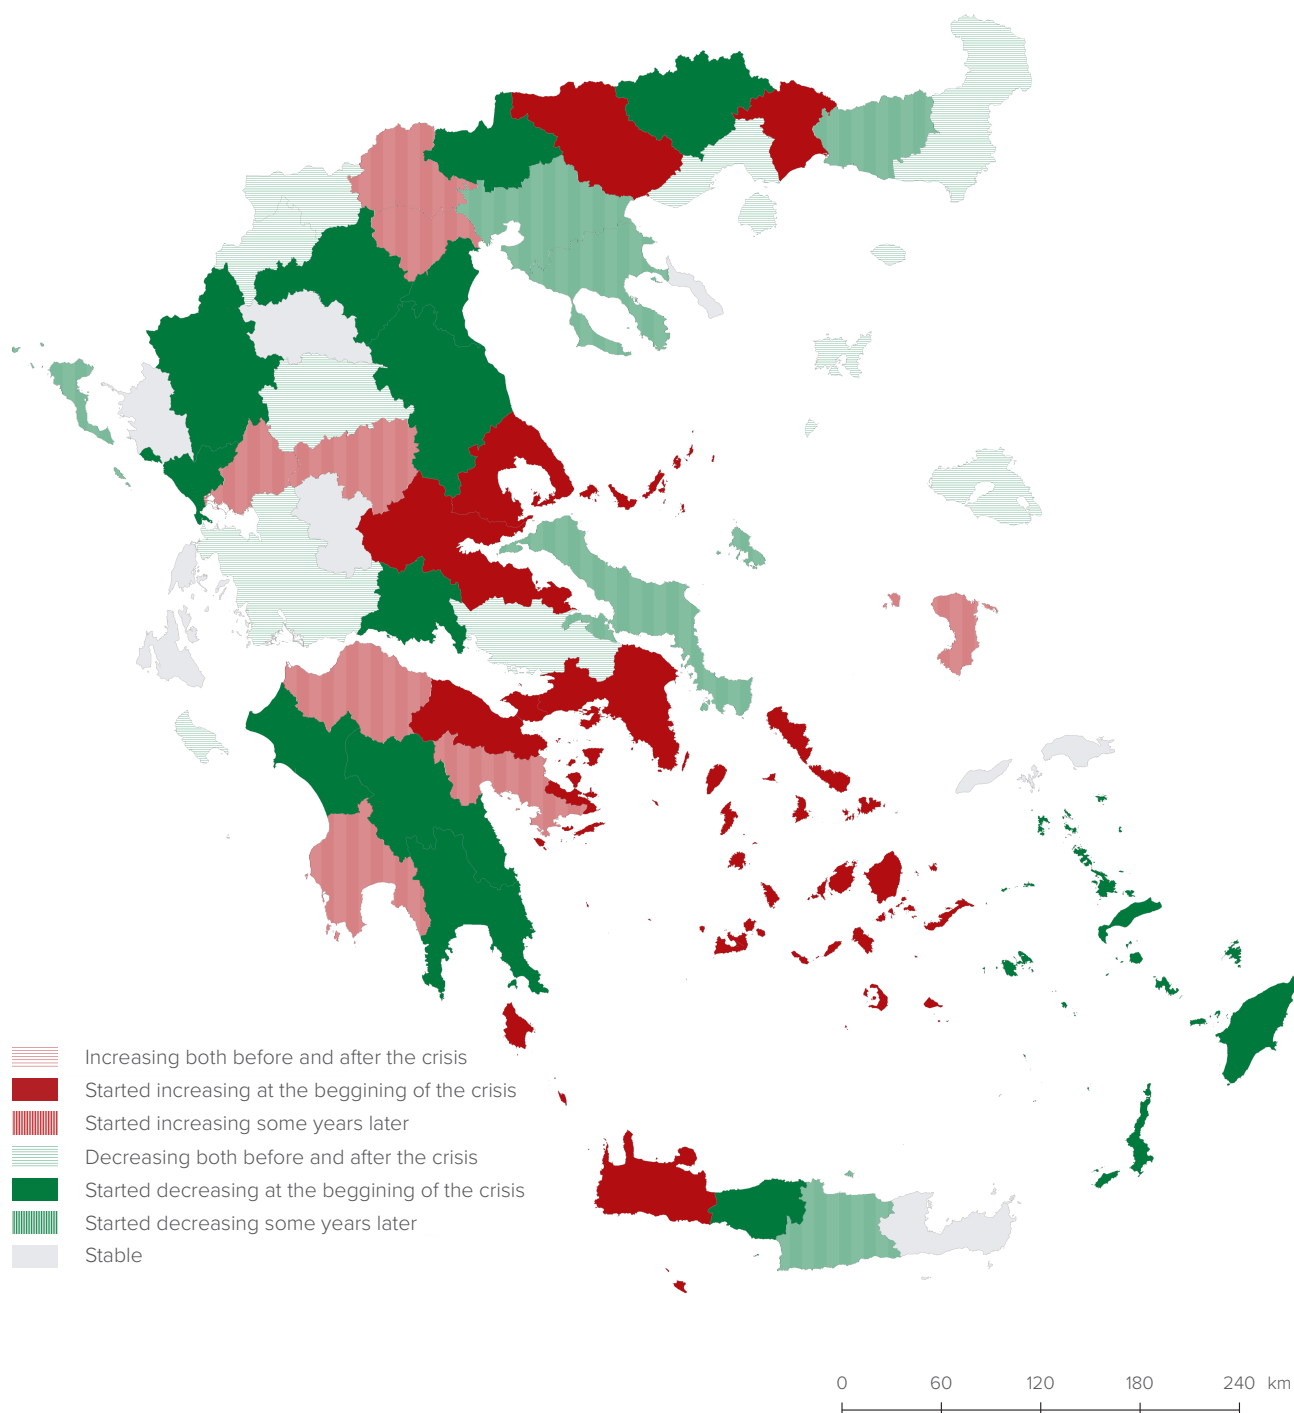 Increasing both before and after the crisis
Started increasing at the beggining of the crisis
Started increasing some years later
Decreasing both before and after the crisis
Started decreasing at the beggining of the crisis
Started decreasing some years later
Stable
0 60 120 180 240 km